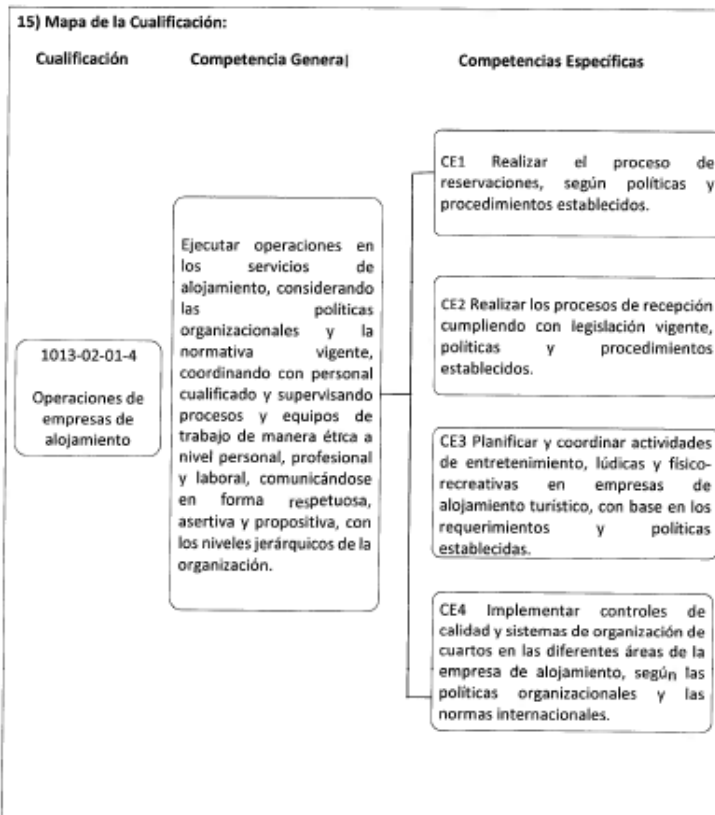 15) Mapa de la Cualificación:
Cualificación
Competencia General
Competencias Específicas
1013-02-01-4
Operaciones de
empresas de
alojamiento
Ejecutar operaciones en
los servicios de
alojamiento, considerando
las políticas
organizacionales y la
normativa vigente,
coordinando con personal
cualificado y supervisando
procesos y equipos de
trabajo de manera ética a
nivel personal, profesional
y laboral, comunicándose
en forma respetuosa,
asertiva y propositiva, con
los niveles jerárquicos de la
organización.
CE1 Realizar el proceso de
reservaciones, según políticas y
procedimientos establecidos.
CE2 Realizar los procesos de recepción
cumpliendo con legislación vigente,
políticas y procedimientos
establecidos.
CE3 Planificar y coordinar actividades
de entretenimiento, lúdicas y físico-
recreativas en empresas de
alojamiento turístico, con base en los
requerimientos y políticas
establecidas.
CE4 Implementar controles de
calidad y sistemas de organización de
cuartos en las diferentes áreas de la
empresa de alojamiento, según las
políticas organizacionales y las
normas internacionales.